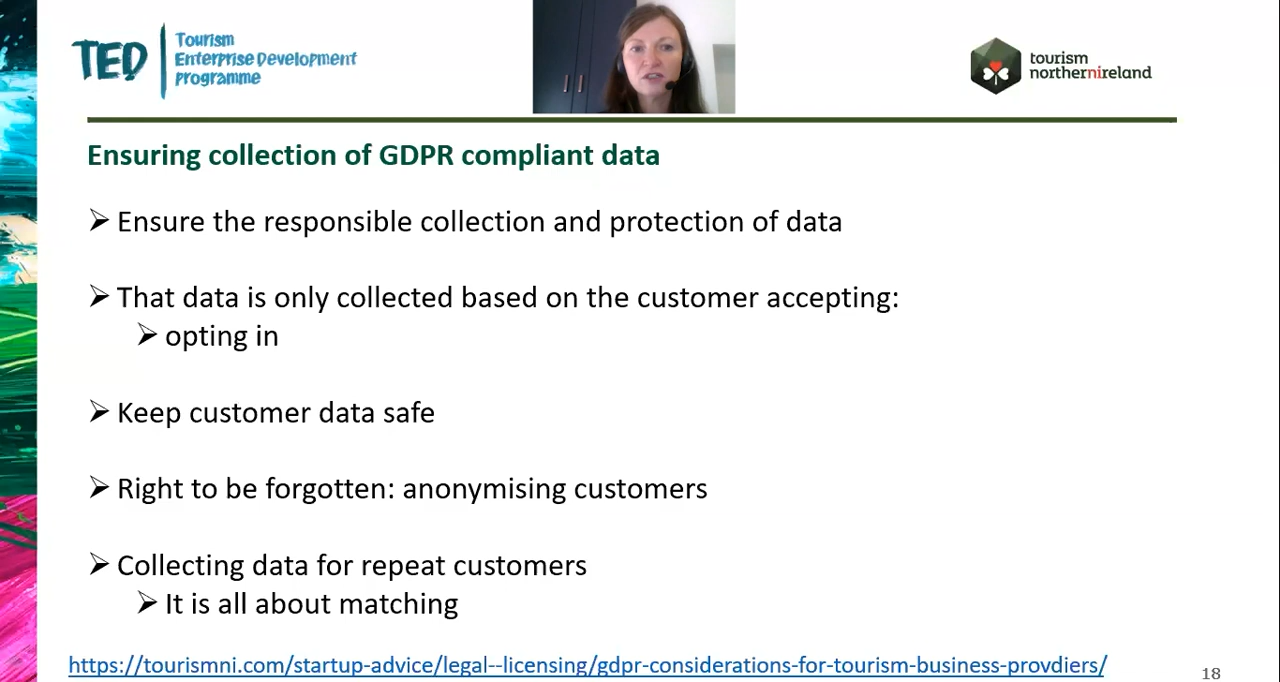 TED
Tourism
Enterprise Development
Programme
tourism
northernireland
Ensuring collection of GDPR compliant data
➢ Ensure the responsible collection and protection of data
➢ That data is only collected based on the customer accepting:
➢ opting in
➢ Keep customer data safe
➢ Right to be forgotten: anonymising customers
➢ Collecting data for repeat customers
➢ It is all about matching
https://tourismni.com/startup-advice/legal--licensing/gdpr-considerations-for-tourism-business-provdiers/
18